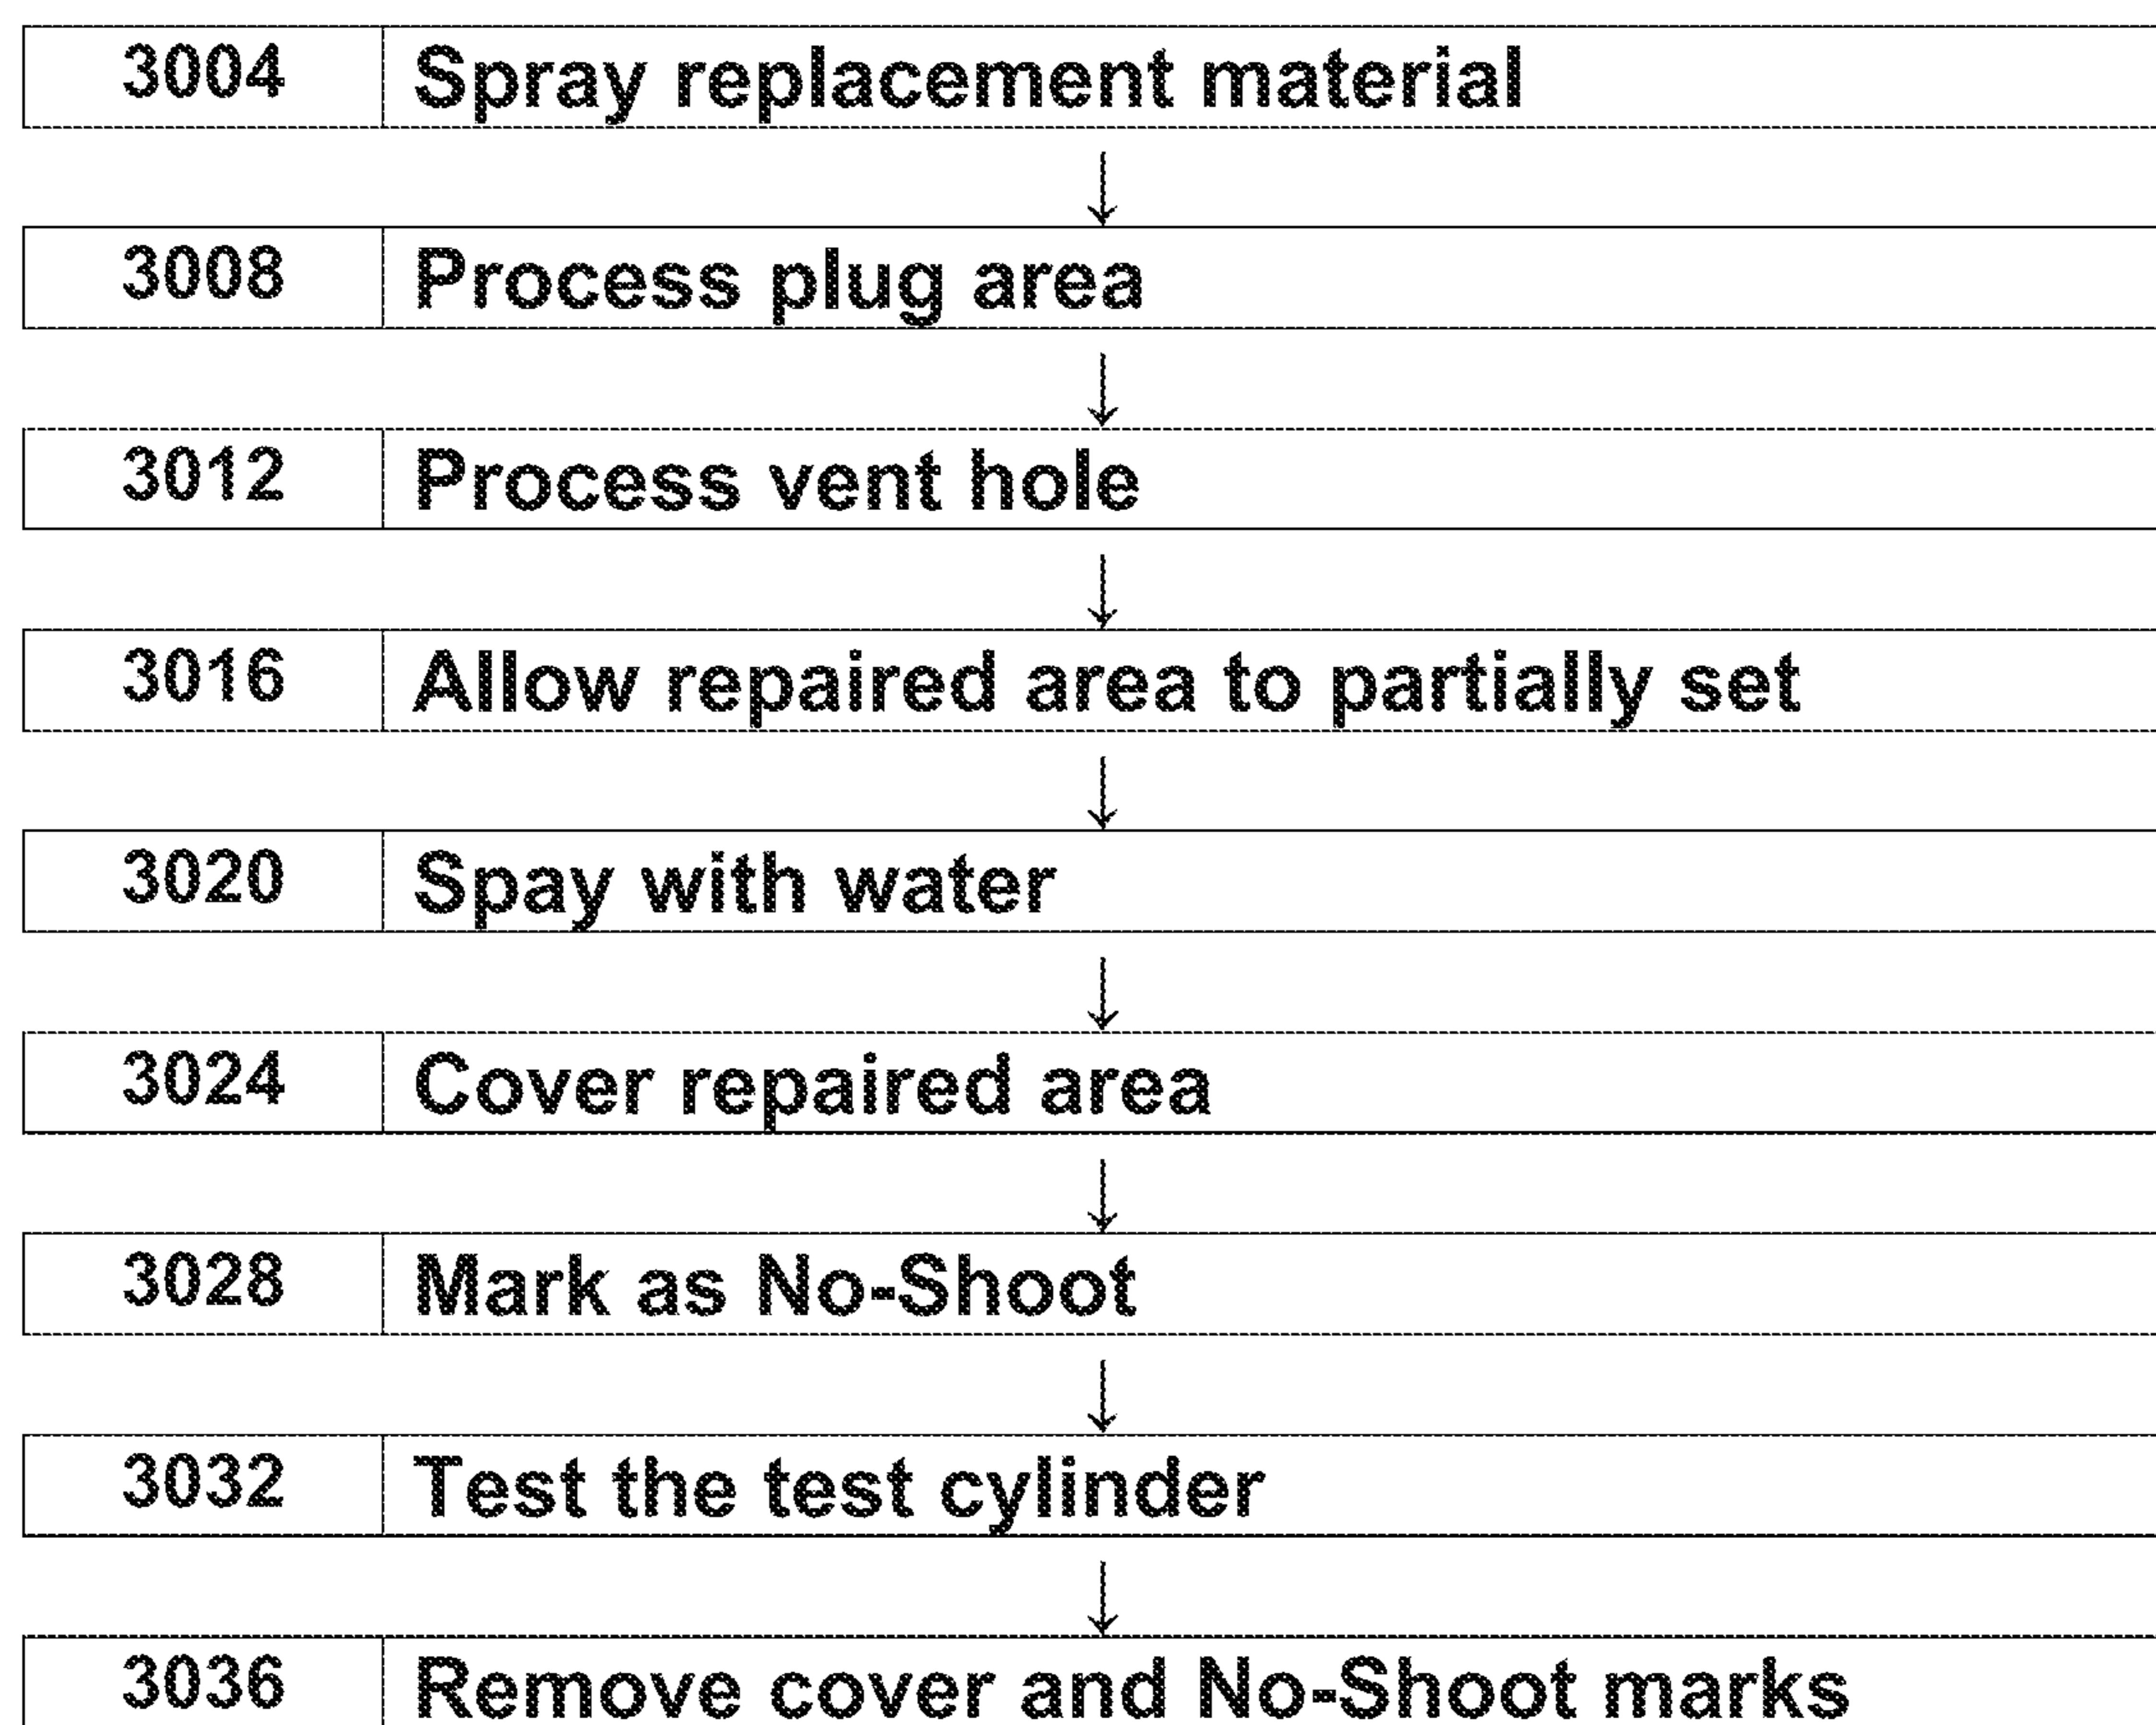 3004 Spray replacement material
3008 Process plug area
3012 Process vent hole
3016 Allow repaired area to partially set
3020 Spay with water
3024 Cover repaired area
3028 Mark as No-Shoot
3032 Test the test cylinder
3036 Remove cover and No-Shoot marks